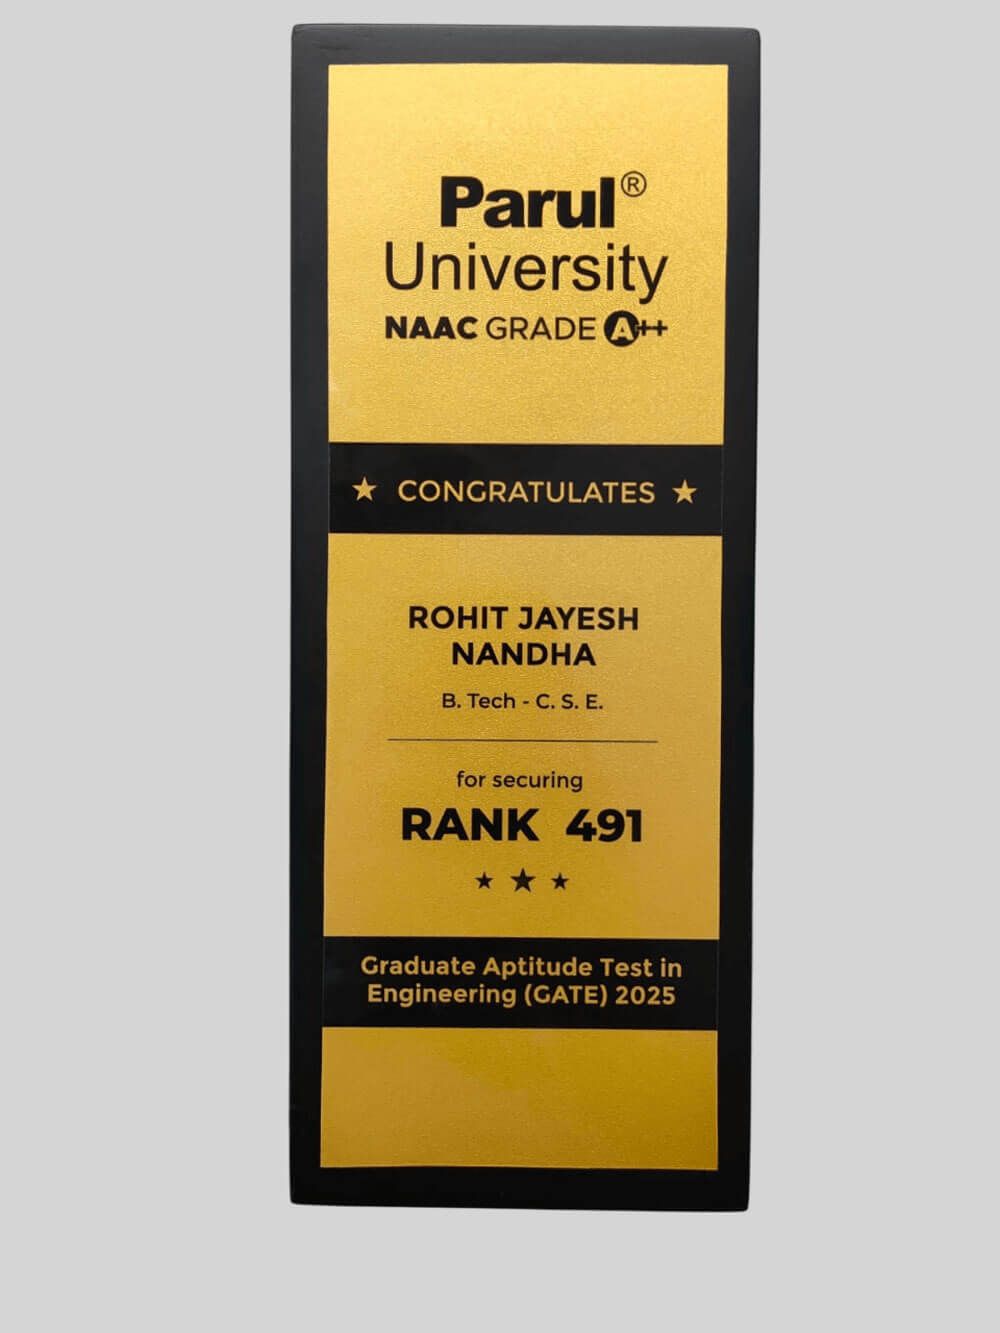 Parul®
University
NAAC GRADE A++
★ CONGRATULATES ★
ROHIT JAYESH
NANDHA
B. Tech - C. S. E.
for securing
RANK 491
★ ★ ★
Graduate Aptitude Test in
Engineering (GATE) 2025